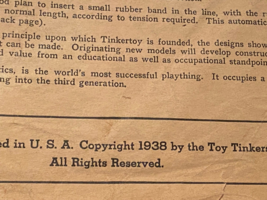 od plan to insert a small rubber band in the line, with the r
normal length, according to tension required. This automatic
ack page).
principle upon which Tinkertoy is founded, the designs show
t can be made. Originating new models will develop constru
d value from an educational as well as occupational standpoi
ics, is the world's most successful plaything. It occupies a
ng into the third generation.
ed in U. S. A. Copyright 1938 by the Toy Tinker
All Rights Reserved.